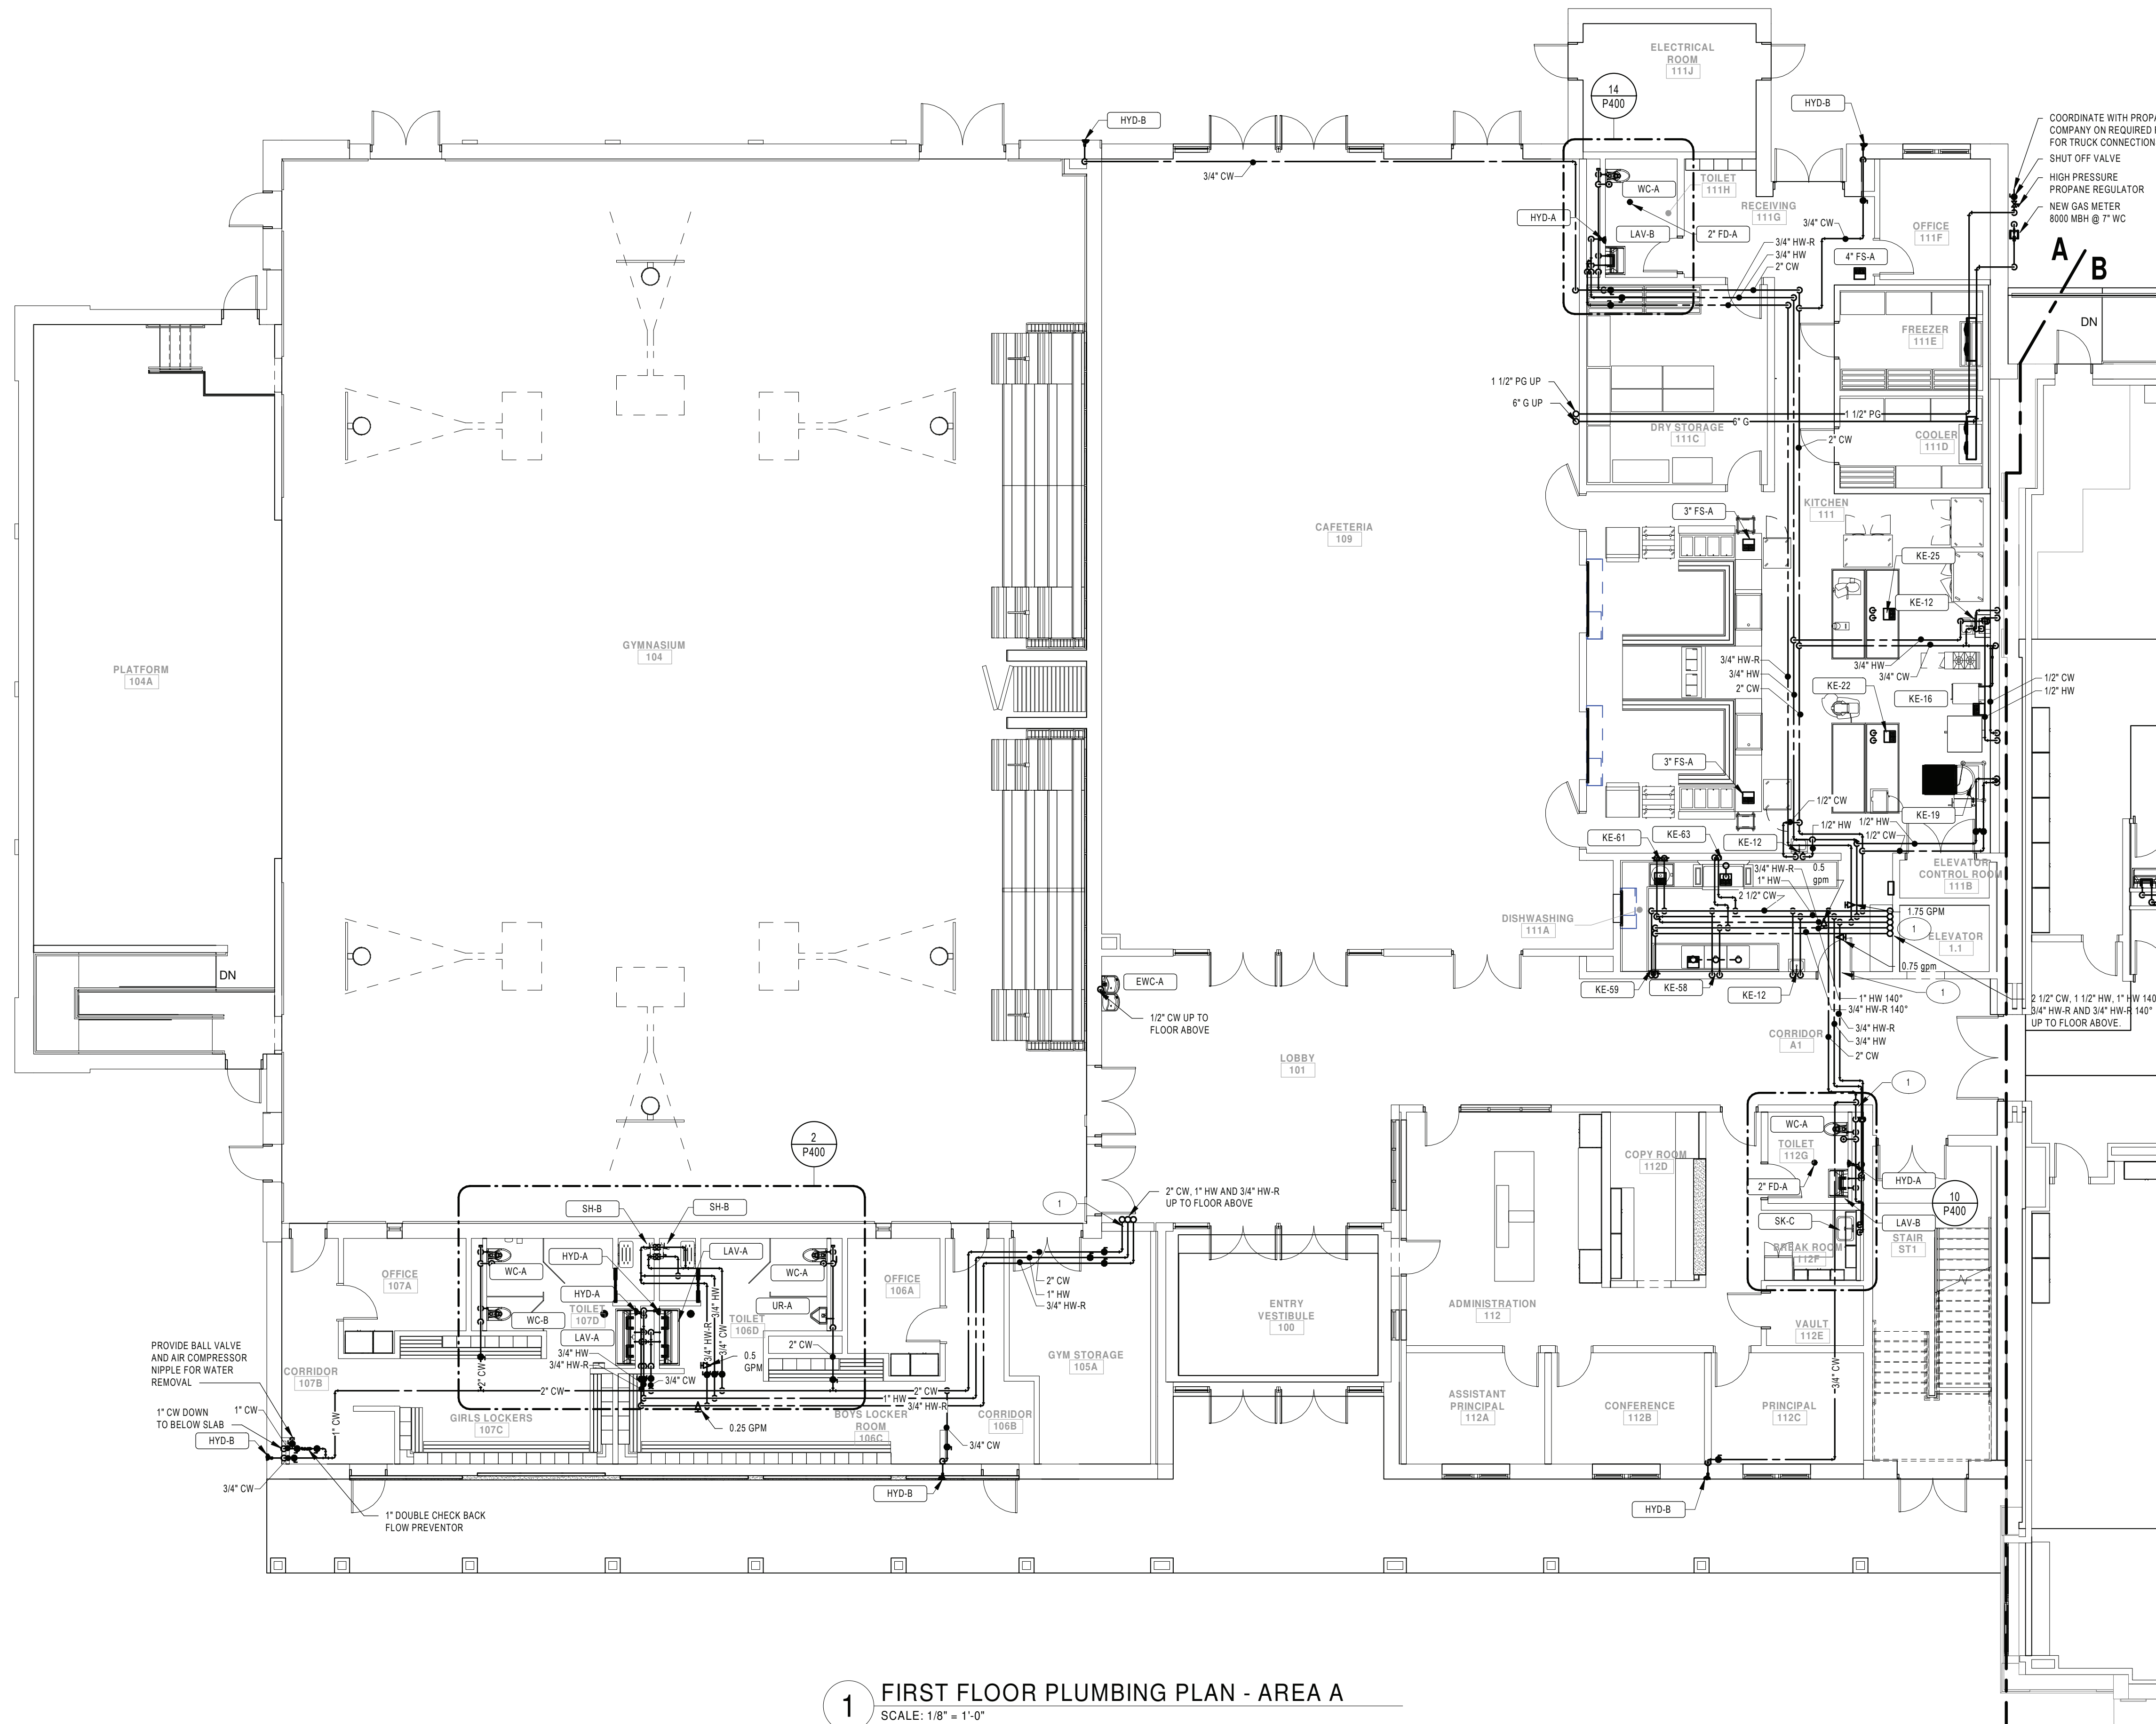 ELECTRICAL
ROOM
111J
14
P400
HYD-B
HYD-B
COORDINATE WITH
COMPANY ON REQUIRED
FOR TRUCK CONNECTION
SHUT OFF VALVE
HIGH PRESSURE
PROPANE REGULATOR
NEW GAS METER
8000 MBH @ 7" WC
3/4" CW
WC-A
TOILET
111H
HYD-A
RECEIVING
111G
LAV-B
2" FD-A
3/4" CW
OFFICE
111F
3/4" HW-R
3/4" HW
2" CW
4" FS-A
A
B
DN
FREEZER
111E
1 1/2" PG UP
6" G UP
1 1/2" PG
6" G
DRY STORAGE
111C
2" CW
COOLER
111D
KITCHEN
111
3" FS-A
CAFETERIA
109
KE-25
KE-12
GYMNASIUM
104
PLATFORM
104A
3/4" HW-R
3/4" HW
2" CW
3/4" HW
3/4" CW
KE-22
KE-16
1/2" CW
1/2" HW
3" FS-A
1/2" CW
KE-19
KE-61
KE-63
KE-12
1/2" HW
1/2" HW
1/2" CW
ELEVATOR
CONTROL ROOM
111B
3/4" HW-R
1" HW
0.5
gpm
2 1/2" CW
DISHWASHING
111A
1.75 GPM
1
ELEVATOR
1.1
0.75 gpm
DN
EWC-A
KE-59
KE-58
KE-12
1
1/2" CW UP TO
FLOOR ABOVE
1" HW 140°
3/4" HW-R 140°
2 1/2" CW, 1 1/2" HW, 1" HW 140
3/4" HW-R AND 3/4" HW-R 140°
UP TO FLOOR ABOVE.
3/4" HW-R
3/4" HW
2" CW
CORRIDOR
A1
LOBBY
101
1
2
P400
WC-A
TOILET
112G
COPY ROOM
112D
2" FD-A
HYD-A
10
P400
SK-C
LAV-B
STAIR
ST1
BREAK ROOM
112F
1
2" CW, 1" HW AND 3/4" HW-R
UP TO FLOOR ABOVE
SH-B
SH-B
HYD-A
LAV-A
OFFICE
107A
WC-A
WC-A
OFFICE
106A
HYD-A
UR-A
TOILET
107D
WC-B
TOILET
106D
LAV-A
3/4" HW
3/4" HW-R
3/4" CW
2" CW
1" HW
3/4" HW-R
ENTRY
VESTIBULE
100
ADMINISTRATION
112
VAULT
112E
PROVIDE BALL VALVE
AND AIR COMPRESSOR
NIPPLE FOR WATER
REMOVAL
CORRIDOR
107B
3/4" HW
3/4" HW-R
2" CW
3/4" CW
0.5
GPM
2" CW
GYM STORAGE
105A
3/4" CW
2" CW
2" CW
1" HW
3/4" HW-R
1" CW DOWN
TO BELOW SLAB
1" CW
1" CW
HYD-B
3/4" CW
GIRLS LOCKERS
107C
0.25 GPM
BOYS LOCKER
ROOM
106C
CORRIDOR
106B
3/4" CW
ASSISTANT
PRINCIPAL
112A
CONFERENCE
112B
PRINCIPAL
112C
HYD-B
HYD-B
1" DOUBLE CHECK BACK
FLOW PREVENTOR
1
FIRST FLOOR PLUMBING PLAN - AREA A
SCALE: 1/8" = 1'-0"